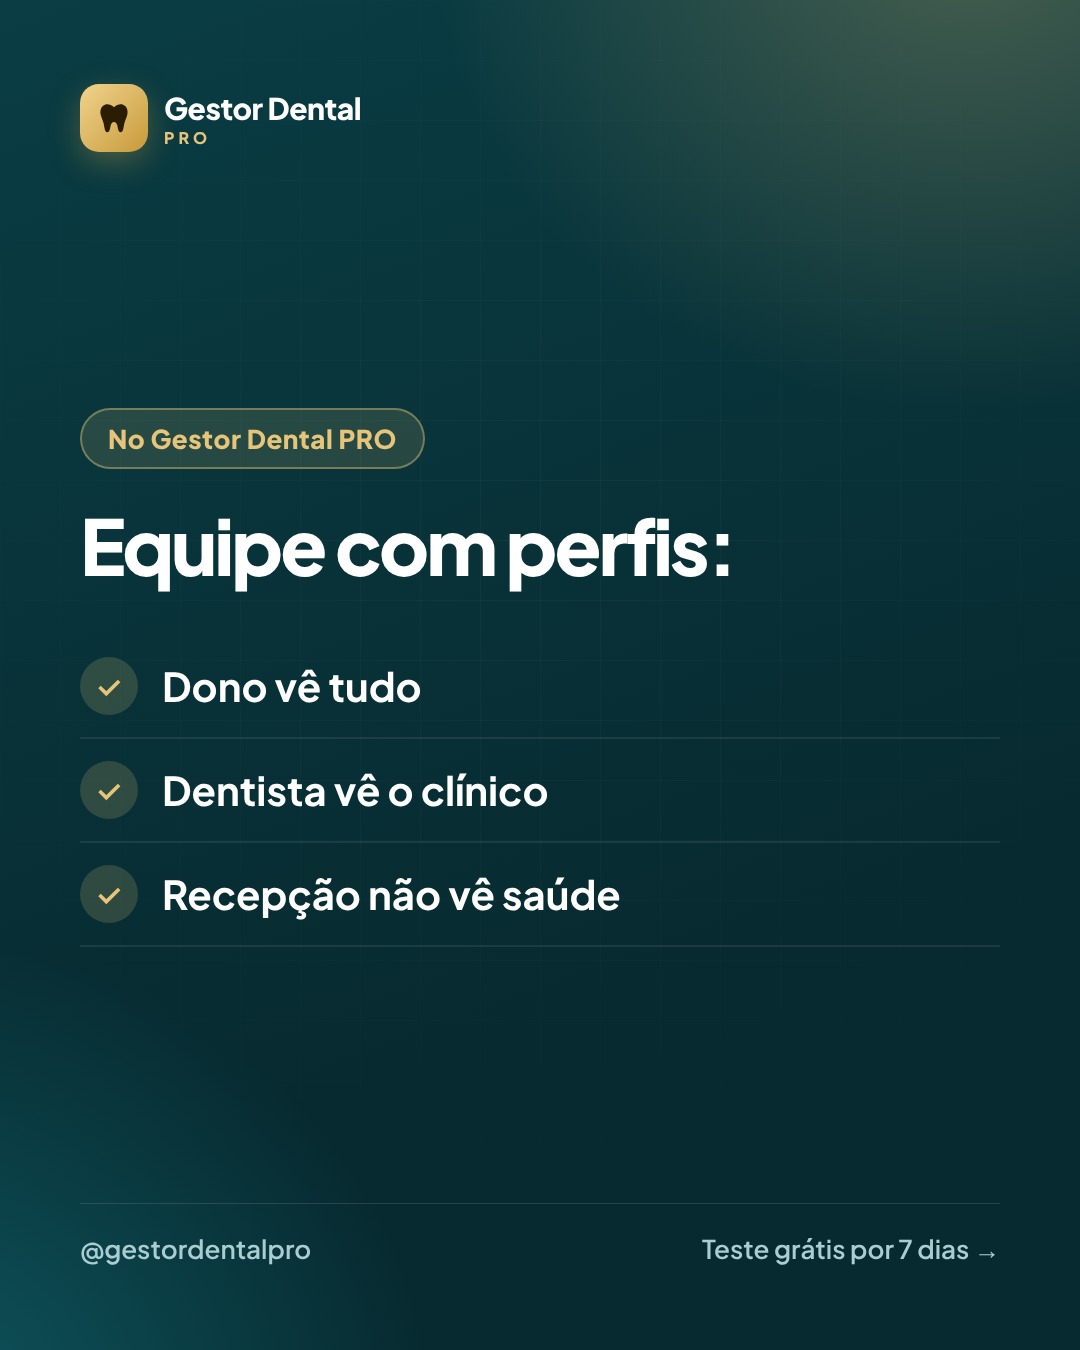 Gestor Dental
PRO
No Gestor Dental PRO
Equipe com perfis:
Dono vê tudo
Dentista vê o clínico
Recepção não vê saúde
@gestordentalpro
Teste grátis por 7 dias →